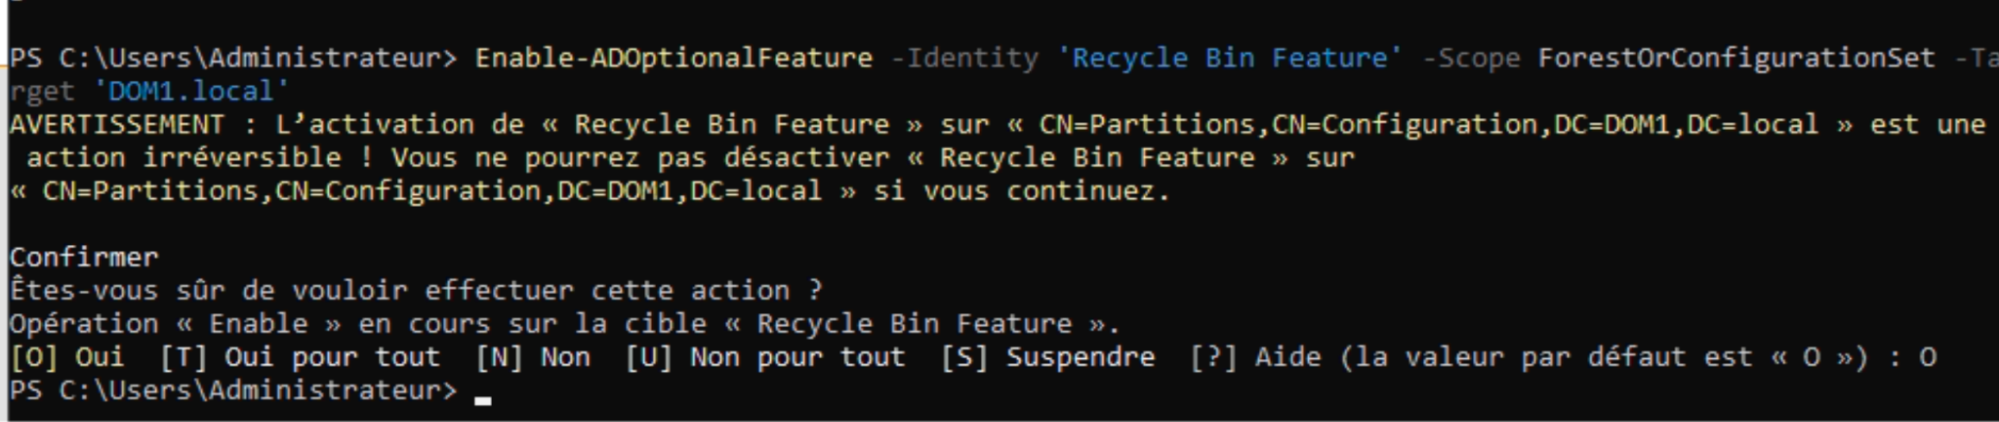 PS C:\Users\Administrateur> Enable-ADOptionalFeature -Identity 'Recycle Bin Feature' -Scope ForestOrConfigurationSet -Ta
rget 'DOM1.local'
AVERTISSEMENT : L’activation de « Recycle Bin Feature » sur « CN=Partitions,CN=Configuration,DC=DOM1,DC=local » est une
 action irréversible ! Vous ne pourrez pas désactiver « Recycle Bin Feature » sur
« CN=Partitions,CN=Configuration,DC=DOM1,DC=local » si vous continuez.
Confirmer
Êtes-vous sûr de vouloir effectuer cette action ?
Opération « Enable » en cours sur la cible « Recycle Bin Feature ».
[O] Oui  [T] Oui pour tout  [N] Non  [U] Non pour tout  [S] Suspendre  [?] Aide (la valeur par défaut est « O ») : O
PS C:\Users\Administrateur>